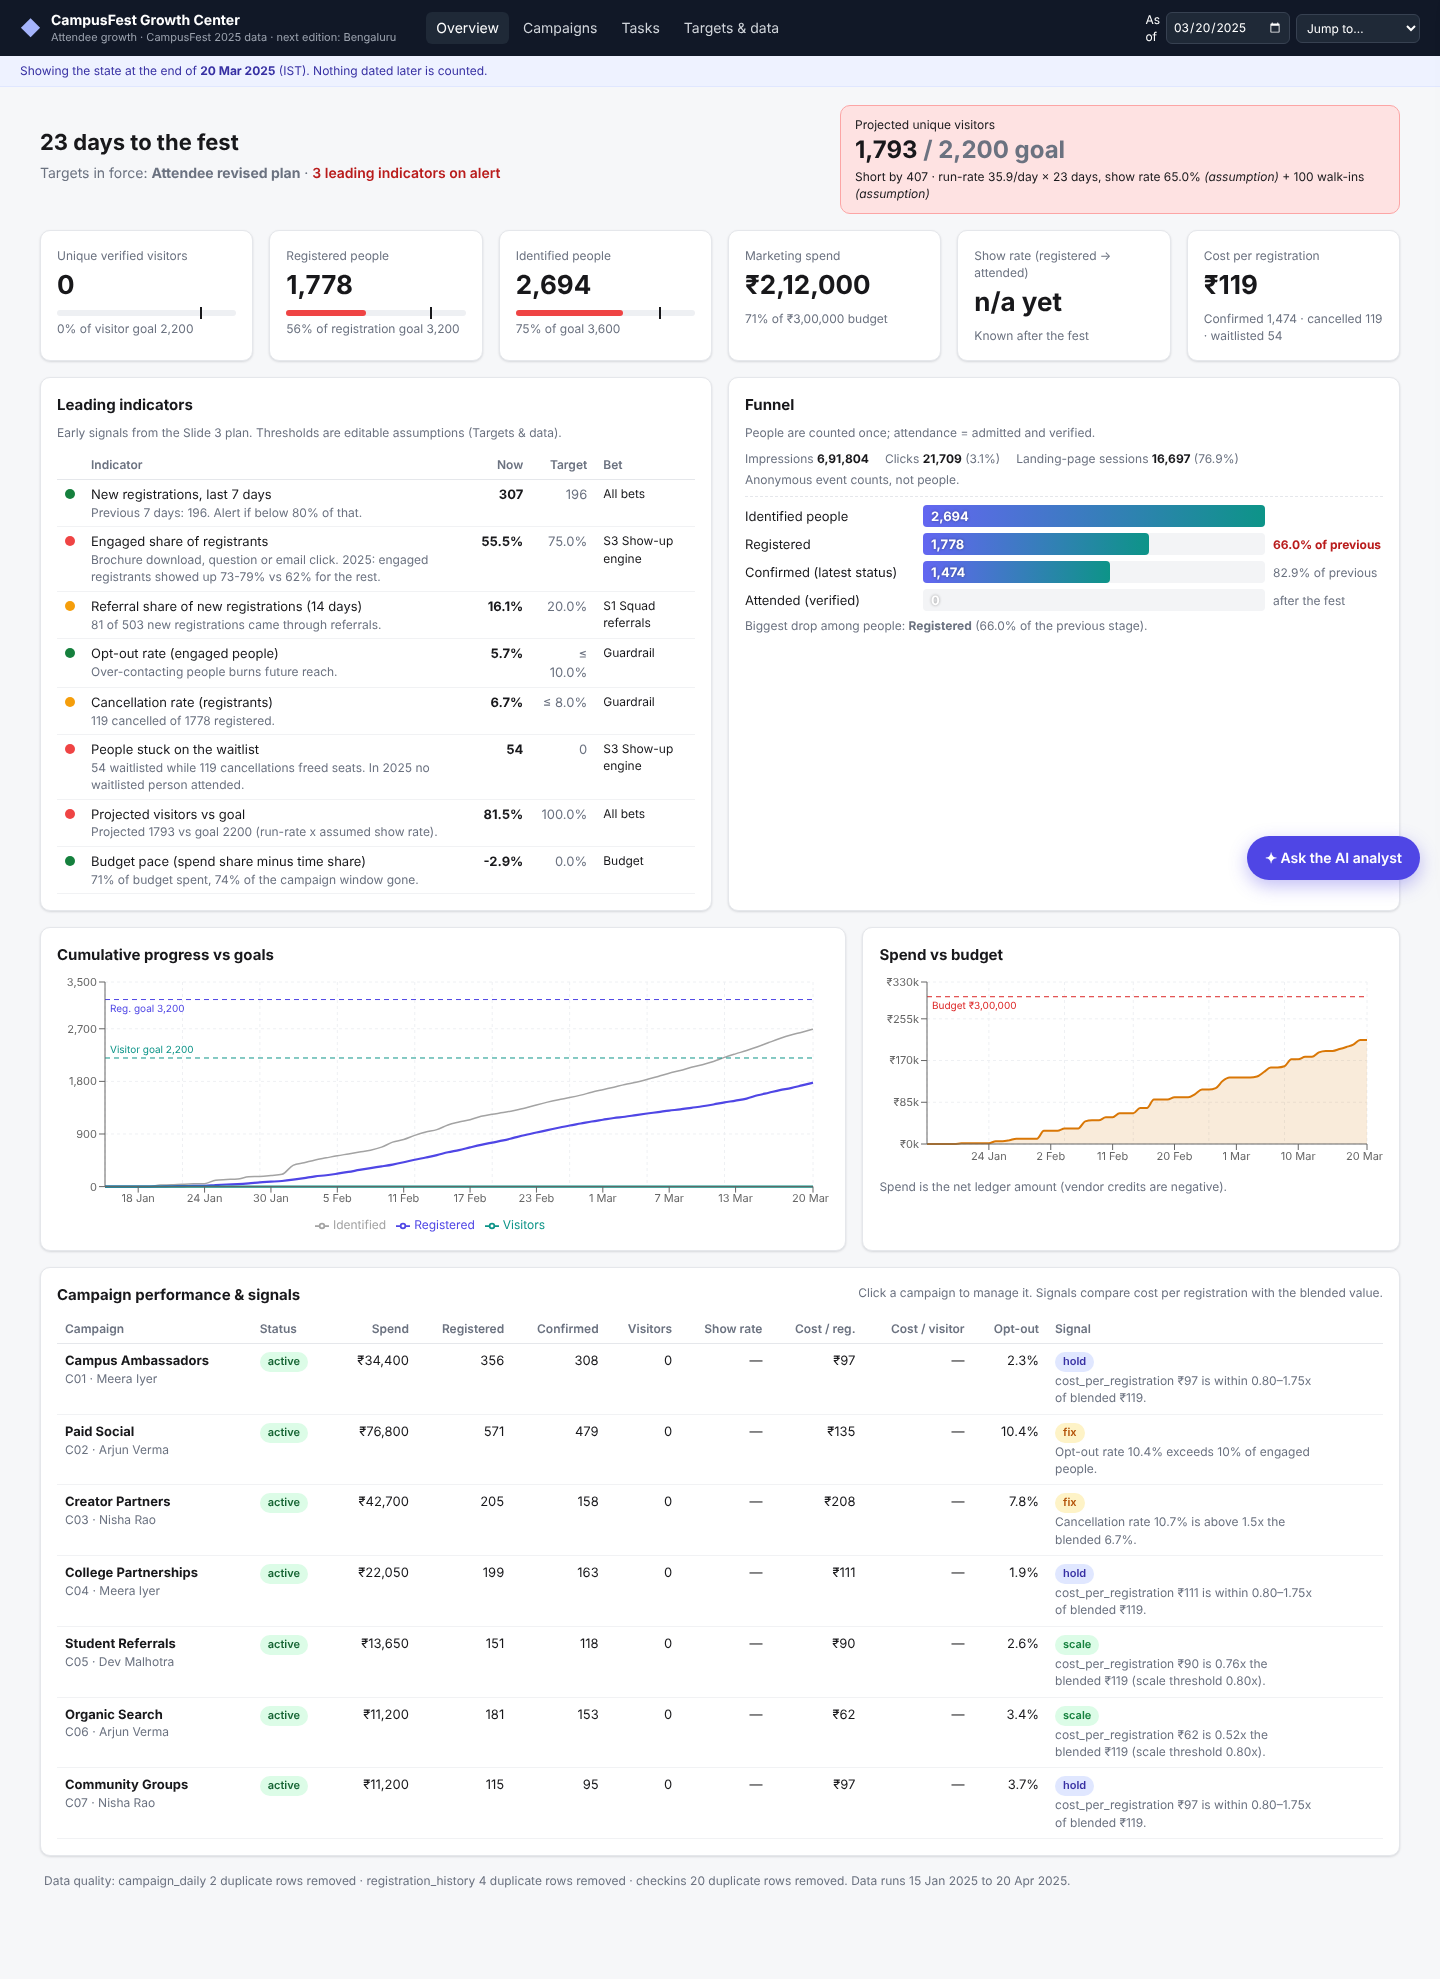 CampusFest Growth Center
Attendee growth · CampusFest 2025 data · next edition: Bengaluru
Overview
Campaigns
Tasks
Targets & data
As of
03/20/2025
Jump to...
Showing the state at the end of 20 Mar 2025 (IST). Nothing dated later is counted.
23 days to the fest
Targets in force: Attendee revised plan · 3 leading indicators on alert
Projected unique visitors
1,793 / 2,200 goal
Short by 407 · run-rate 35.9/day × 23 days, show rate 65.0% (assumption) + 100 walk-ins
(assumption)
Unique verified visitors
0
0% of visitor goal 2,200
Registered people
1,778
56% of registration goal 3,200
Identified people
2,694
75% of goal 3,600
Marketing spend
₹2,12,000
71% of ₹3,00,000 budget
Show rate (registered →
attended)
n/a yet
Known after the fest
Cost per registration
₹119
Confirmed 1,474 · cancelled 119
· waitlisted 54
Leading indicators
Early signals from the Slide 3 plan. Thresholds are editable assumptions (Targets & data).
Indicator Now Target Bet
New registrations, last 7 days 307 196 All bets
Previous 7 days: 196. Alert if below 80% of that.
Engaged share of registrants 55.5% 75.0% S3 Show-up
engine
Brochure download, question or email click. 2025: engaged
registrants showed up 73-79% vs 62% for the rest.
Referral share of new registrations (14 days) 16.1% 20.0% S1 Squad
referrals
81 of 503 new registrations came through referrals.
Opt-out rate (engaged people) 5.7% ≤
10.0% Guardrail
Over-contacting people burns future reach.
Cancellation rate (registrants) 6.7% ≤ 8.0% Guardrail
119 cancelled of 1778 registered.
People stuck on the waitlist 54 0 S3 Show-up
engine
54 waitlisted while 119 cancellations freed seats. In 2025 no
waitlisted person attended.
Projected visitors vs goal 81.5% 100.0% All bets
Projected 1793 vs goal 2200 (run-rate x assumed show rate).
Budget pace (spend share minus time share) -2.9% 0.0% Budget
71% of budget spent, 74% of the campaign window gone.
Funnel
People are counted once; attendance = admitted and verified.
Impressions 6,91,804 Clicks 21,709 (3.1%) Landing-page sessions 16,697 (76.9%)
Anonymous event counts, not people.
Identified people 2,694
Registered 1,778 66.0% of previous
Confirmed (latest status) 1,474 82.9% of previous
Attended (verified) 0 after the fest
Biggest drop among people: Registered (66.0% of the previous stage).
✦ Ask the AI analyst
Cumulative progress vs goals
3,500
Reg. goal 3,200
2,700
Visitor goal 2,200
1,800
900
0
18 Jan 24 Jan 30 Jan 5 Feb 11 Feb 17 Feb 23 Feb 1 Mar 7 Mar 13 Mar 20 Mar
Identified Registered Visitors
Spend vs budget
₹330k
Budget ₹3,00,000
₹255k
₹170k
₹85k
₹0k
24 Jan 2 Feb 11 Feb 20 Feb 1 Mar 10 Mar 20 Mar
Spend is the net ledger amount (vendor credits are negative).
Campaign performance & signals
Click a campaign to manage it. Signals compare cost per registration with the blended value.
Campaign Status Spend Registered Confirmed Visitors Show rate Cost / reg. Cost / visitor Opt-out Signal
Campus Ambassadors active ₹34,400 356 308 0 — ₹97 — 2.3% hold
C01 · Meera Iyer
cost_per_registration ₹97 is within 0.80–1.75x
of blended ₹119.
Paid Social active ₹76,800 571 479 0 — ₹135 — 10.4% fix
C02 · Arjun Verma
Opt-out rate 10.4% exceeds 10% of engaged
people.
Creator Partners active ₹42,700 205 158 0 — ₹208 — 7.8% fix
C03 · Nisha Rao
Cancellation rate 10.7% is above 1.5x the
blended 6.7%.
College Partnerships active ₹22,050 199 163 0 — ₹111 — 1.9% hold
C04 · Meera Iyer
cost_per_registration ₹111 is within 0.80–1.75x
of blended ₹119.
Student Referrals active ₹13,650 151 118 0 — ₹90 — 2.6% scale
C05 · Dev Malhotra
cost_per_registration ₹90 is 0.76x the
blended ₹119 (scale threshold 0.80x).
Organic Search active ₹11,200 181 153 0 — ₹62 — 3.4% scale
C06 · Arjun Verma
cost_per_registration ₹62 is 0.52x the
blended ₹119 (scale threshold 0.80x).
Community Groups active ₹11,200 115 95 0 — ₹97 — 3.7% hold
C07 · Nisha Rao
cost_per_registration ₹97 is within 0.80–1.75x
of blended ₹119.
Data quality: campaign_daily 2 duplicate rows removed · registration_history 4 duplicate rows removed · checkins 20 duplicate rows removed. Data runs 15 Jan 2025 to 20 Apr 2025.